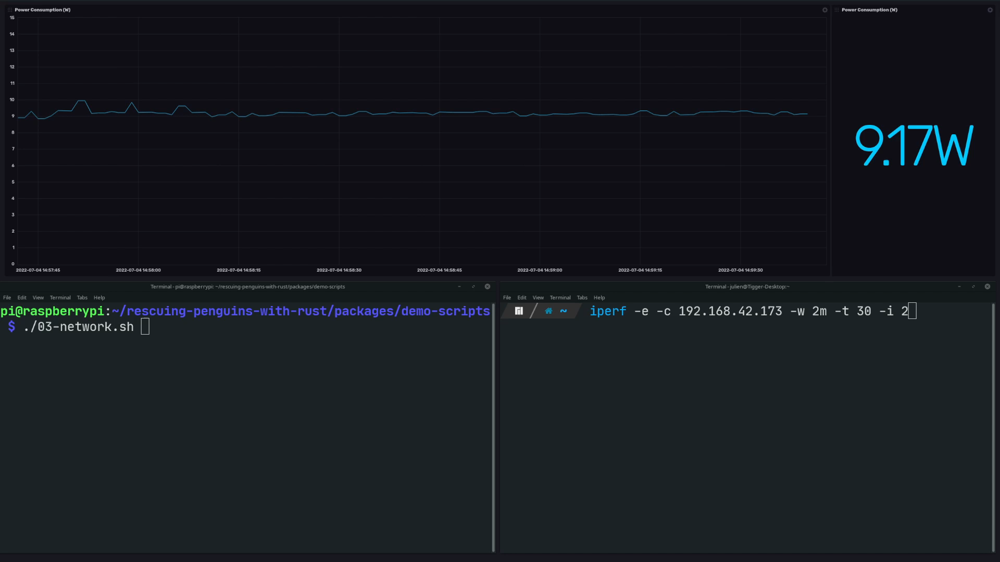 Power Consumption (W)
15
14
13
12
11
10
9
8
7
6
5
4
3
2
1
0
2022-07-04 14:57:45
2022-07-04 14:58:00
2022-07-04 14:58:15
2022-07-04 14:58:30
2022-07-04 14:58:45
2022-07-04 14:59:00
2022-07-04 14:59:15
2022-07-04 14:59:30
Power Consumption (W)
9.17W
Terminal - pi@raspberrypi: ~/rescuing-penguins-with-rust/packages/demo-scripts
File Edit View Terminal Tabs Help
pi@raspberrypi:~/rescuing-penguins-with-rust/packages/demo-scripts
$ ./03-network.sh
Terminal - julien@Tigger-Desktop:~
File Edit View Terminal Tabs Help
~ iperf -e -c 192.168.42.173 -w 2m -t 30 -i 2